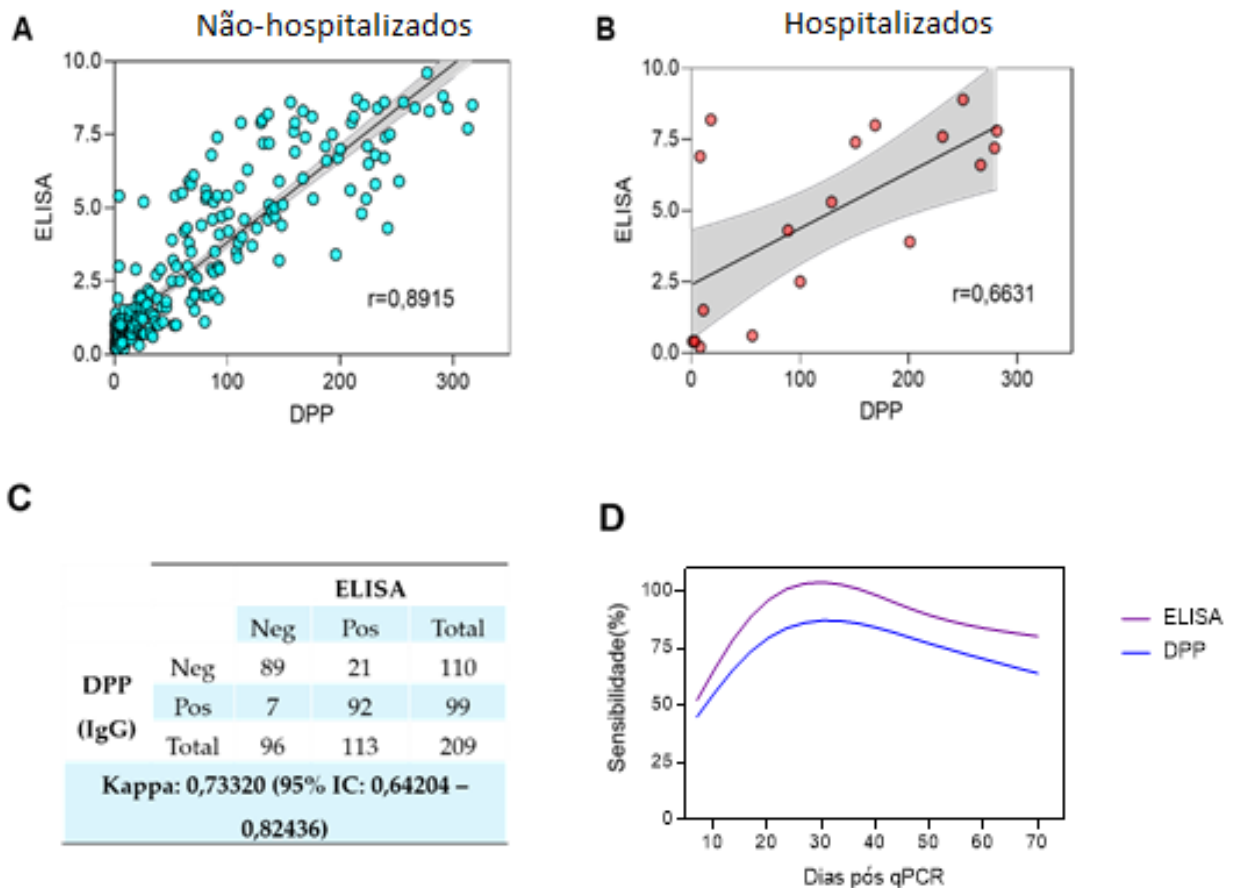 A
Não-hospitalizados
10.0
7.5
5.0
2.5
0.0
ELISA
r=0,8915
0 100 200 300
DPP
B
Hospitalizados
10.0
7.5
5.0
2.5
0.0
ELISA
r=0,6631
0 100 200 300
DPP
C
ELISA
Neg Pos Total
DPP
(IgG)
Neg 89 21 110
Pos 7 92 99
Total 96 113 209
Kappa: 0,73320 (95% IC: 0,64204 –
0,82436)
D
100
75
50
25
0
Sensibilidade(%)
10 20 30 40 50 60 70
Dias pós qPCR
ELISA
DPP